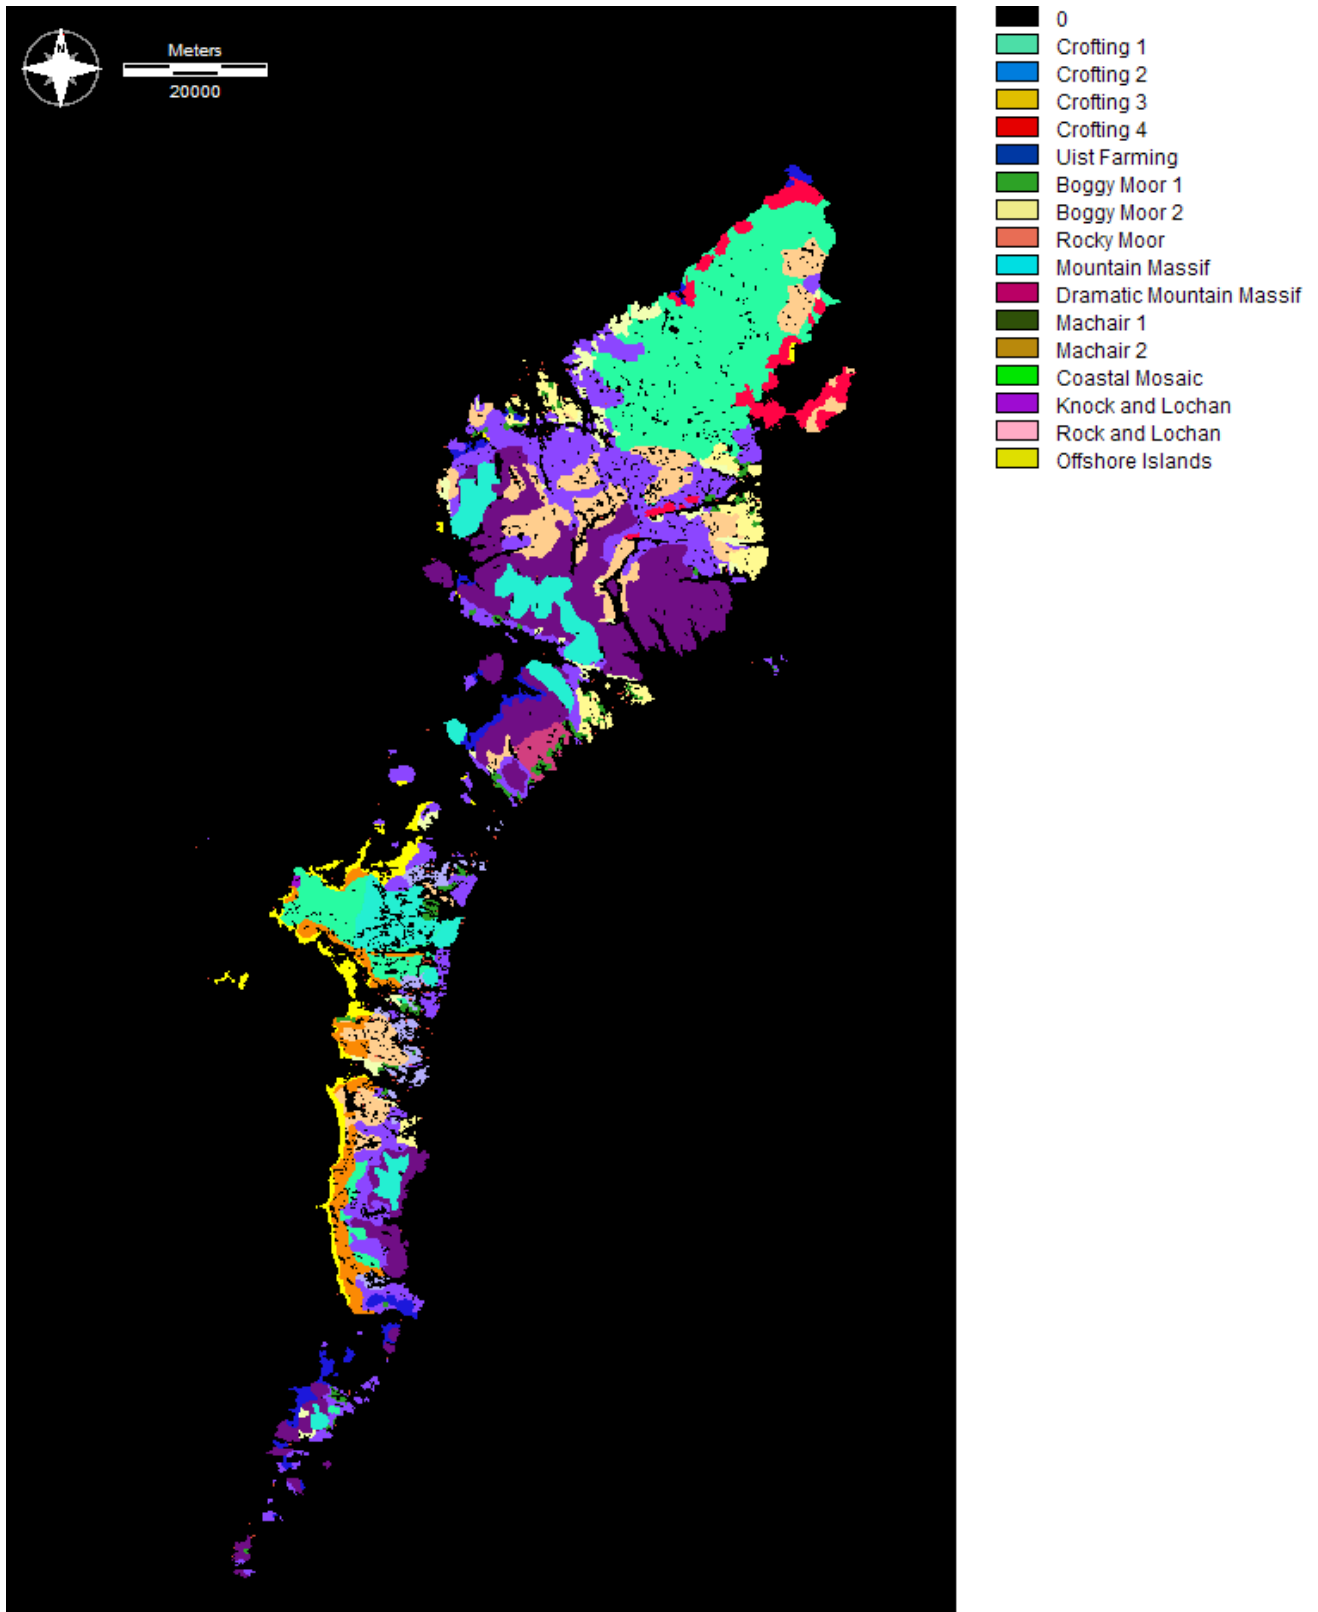 N
Meters
20000
0
Crofting 1
Crofting 2
Crofting 3
Crofting 4
Uist Farming
Boggy Moor 1
Boggy Moor 2
Rocky Moor
Mountain Massif
Dramatic Mountain Massif
Machair 1
Machair 2
Coastal Mosaic
Knock and Lochan
Rock and Lochan
Offshore Islands